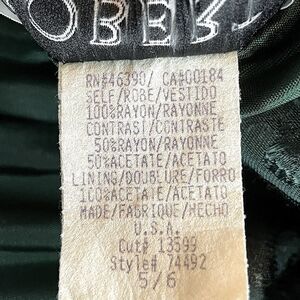 RN#46390/ CA#00184
SELF/ROBE/VESTIDO
100%RAYON/RAYONNE
CONTRAST/CONTRASTE
50%RAYON/RAYONNE
50%ACETATE/ACETATO
LINING/DOUBLURE/FORRO
100%ACETATE/ACETATO
MADE/FABRIQUE/HECHO
U.S.A.
Cut# 13599
Style# 74492
5/6